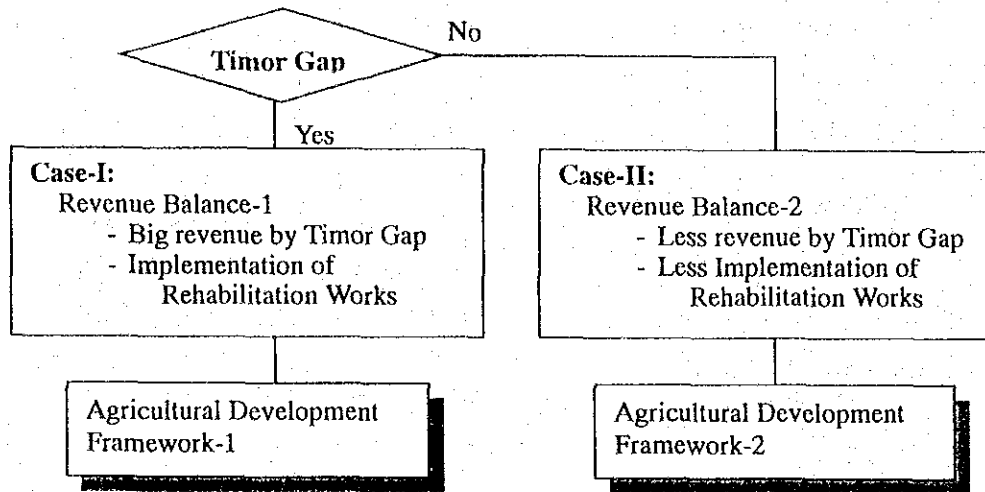 Timor Gap
No
Yes
Case-I:
Revenue Balance-1
- Big revenue by Timor Gap
- Implementation of
Rehabilitation Works
Case-II:
Revenue Balance-2
- Less revenue by Timor Gap
- Less Implementation of
Rehabilitation Works
Agricultural Development
Framework-1
Agricultural Development
Framework-2